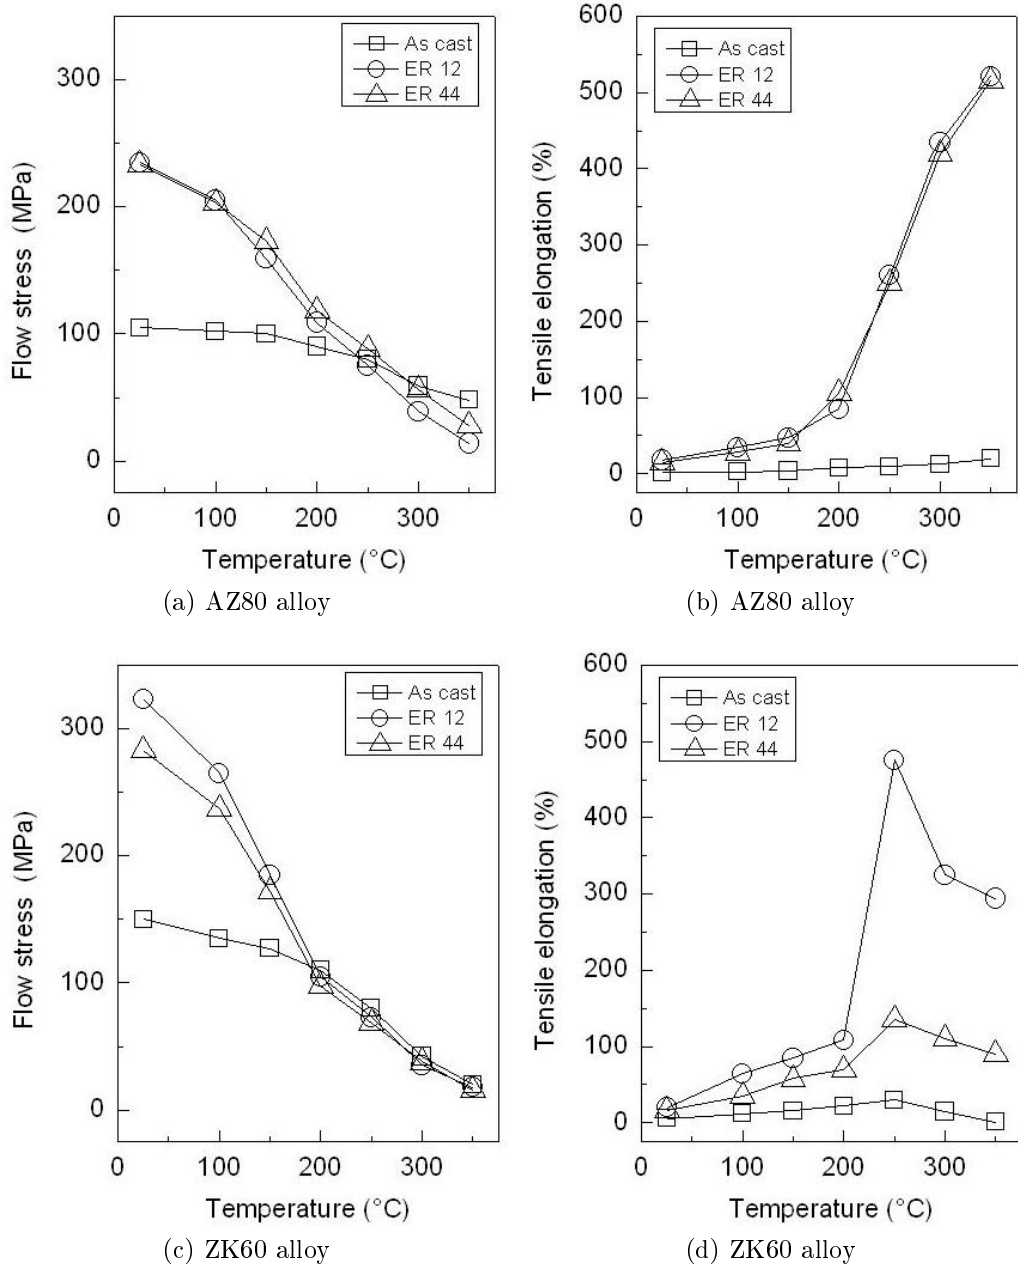 As cast
ER 12
ER 44
300
200
100
0
Flow stress (MPa)
0 100 200 300
Temperature (°C)
(a) AZ80 alloy
600
As cast
ER 12
ER 44
500
400
300
200
100
0
Tensile elongation (%)
0 100 200 300
Temperature (°C)
(b) AZ80 alloy
As cast
ER 12
ER 44
300
200
100
0
Flow stress (MPa)
0 100 200 300
Temperature (°C)
(c) ZK60 alloy
600
As cast
ER 12
ER 44
500
400
300
200
100
0
Tensile elongation (%)
0 100 200 300
Temperature (°C)
(d) ZK60 alloy